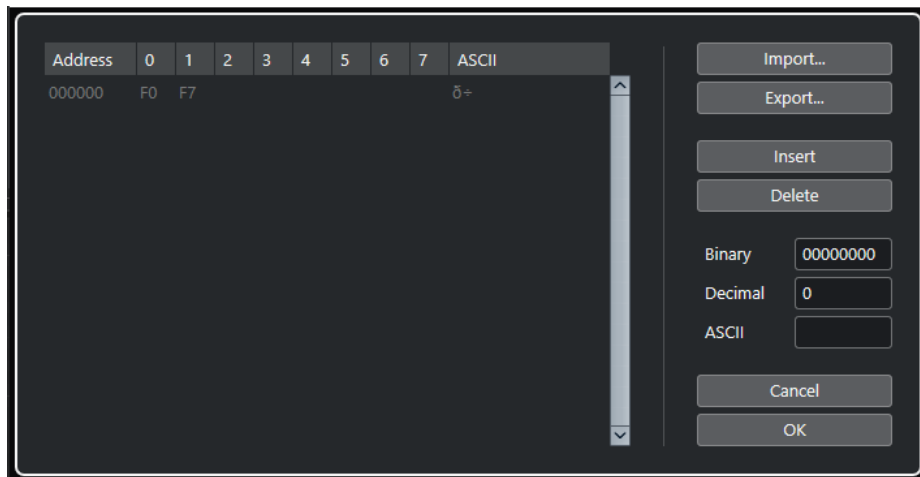 Address 0 1 2 3 4 5 6 7 ASCII
000000 F0 F7 ð÷
Import...
Export...
Insert
Delete
Binary 00000000
Decimal 0
ASCII
Cancel
OK